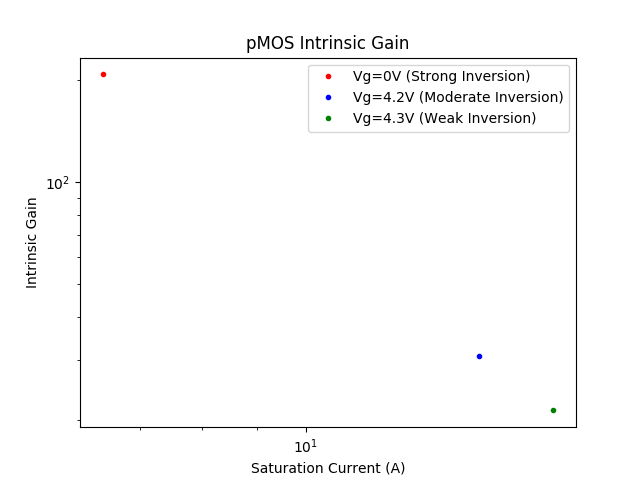 pMOS Intrinsic Gain
Vg=0V (Strong Inversion)
Vg=4.2V (Moderate Inversion)
Vg=4.3V (Weak Inversion)
10²
Intrinsic Gain
10¹
Saturation Current (A)